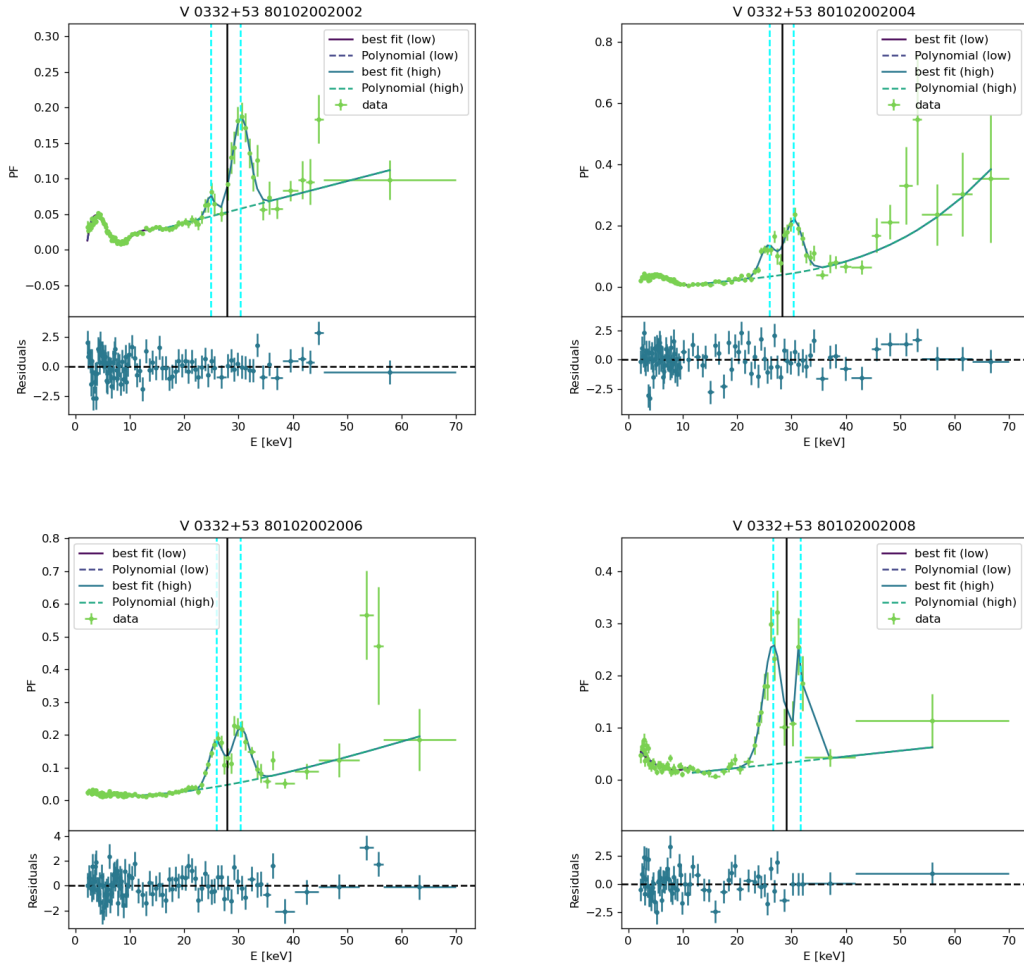 V 0332+53 80102002002
0.30
0.25
0.20
0.15
0.10
0.05
0.00
−0.05
PF
best fit (low)
Polynomial (low)
best fit (high)
Polynomial (high)
data
2.5
0.0
−2.5
Residuals
0 10 20 30 40 50 60 70
E [keV]
V 0332+53 80102002004
0.8
0.6
0.4
0.2
0.0
PF
best fit (low)
Polynomial (low)
best fit (high)
Polynomial (high)
data
2.5
0.0
−2.5
Residuals
0 10 20 30 40 50 60 70
E [keV]
V 0332+53 80102002006
0.8
0.7
0.6
0.5
0.4
0.3
0.2
0.1
0.0
PF
best fit (low)
Polynomial (low)
best fit (high)
Polynomial (high)
data
4
2
0
−2
Residuals
0 10 20 30 40 50 60 70
E [keV]
V 0332+53 80102002008
0.4
0.3
0.2
0.1
0.0
PF
best fit (low)
Polynomial (low)
best fit (high)
Polynomial (high)
data
2.5
0.0
−2.5
Residuals
0 10 20 30 40 50 60 70
E [keV]